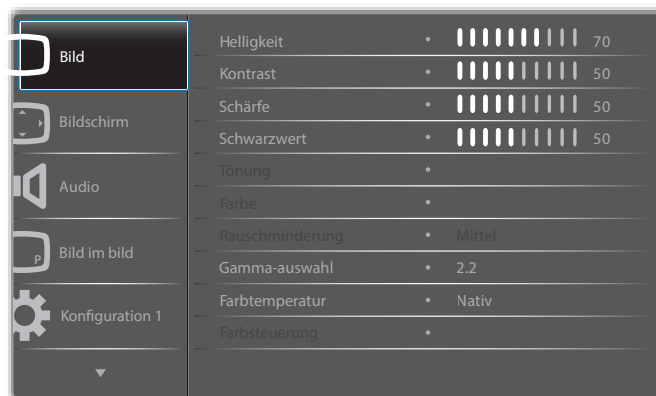 Bild
Bildschirm
Audio
P
Bild im bild
Konfiguration 1
Helligkeit • 70
Kontrast • 50
Schärfe • 50
Schwarzwert • 50
Tönung •
Farbe •
Rauschminderung • Mittel
Gamma-auswahl • 2.2
Farbtemperatur • Nativ
Farbsteuerung •